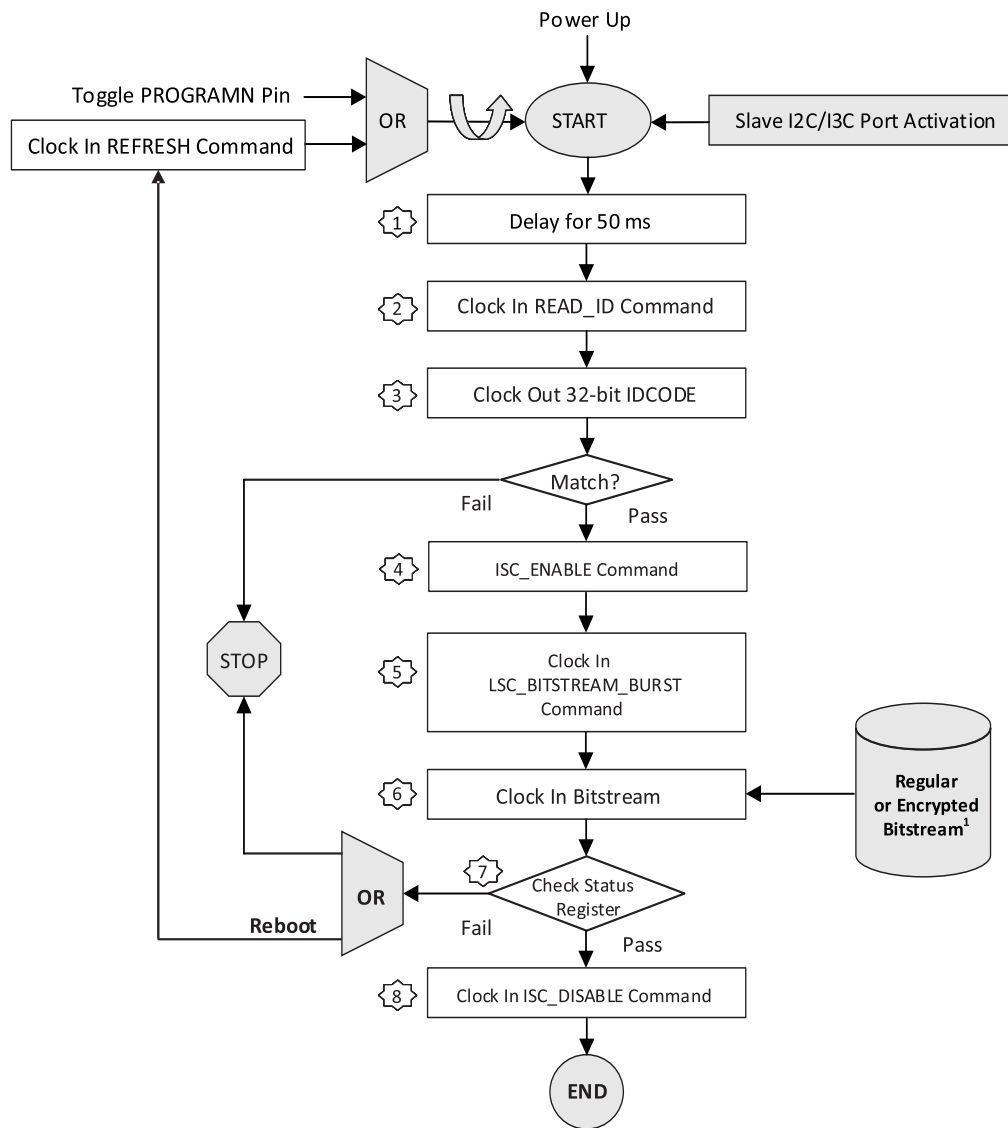 Power Up
Toggle PROGRAMN Pin
OR
START
Slave I2C/I3C Port Activation
Clock In REFRESH Command
1
Delay for 50 ms
2
Clock In READ_ID Command
3
Clock Out 32-bit IDCODE
Match?
Fail
Pass
4
ISC_ENABLE Command
STOP
5
Clock In
LSC_BITSTREAM_BURST
Command
6
Clock In Bitstream
Regular
or Encrypted
Bitstream¹
7
Check Status
Register
OR
Reboot
Fail
Pass
8
Clock In ISC_DISABLE Command
END